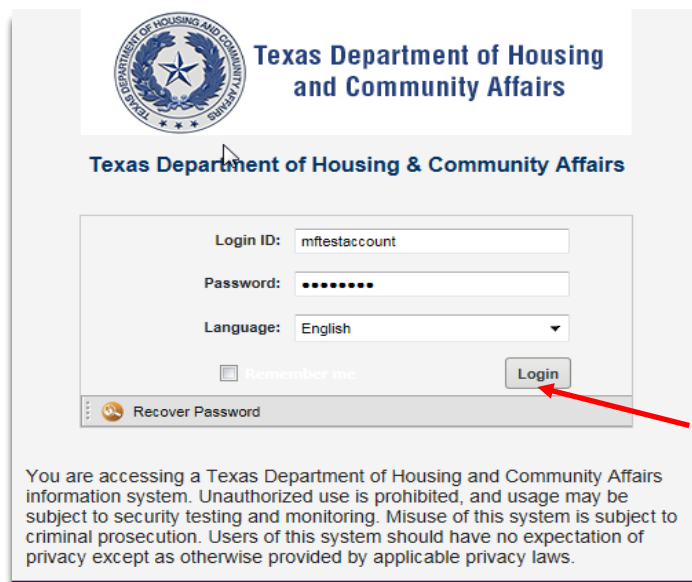 TEXAS DEPARTMENT OF HOUSING AND COMMUNITY AFFAIRS
Texas Department of Housing
and Community Affairs
Texas Department of Housing & Community Affairs
Login ID: mftestaccount
Password: ••••••••
Language: English
Remember me Login
Recover Password
You are accessing a Texas Department of Housing and Community Affairs
information system. Unauthorized use is prohibited, and usage may be
subject to security testing and monitoring. Misuse of this system is subject to
criminal prosecution. Users of this system should have no expectation of
privacy except as otherwise provided by applicable privacy laws.